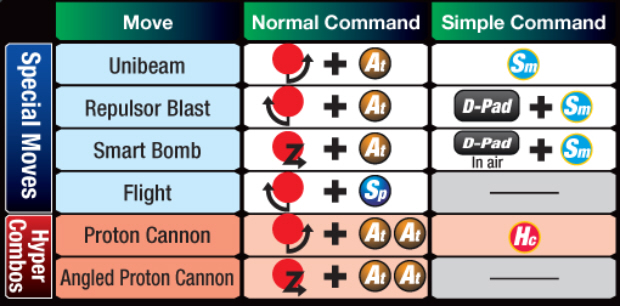 Move Normal Command Simple Command
Special Moves
Unibeam + At Sm
Repulsor Blast + At D-Pad + Sm
Smart Bomb Z + At D-Pad + Sm
In air
Flight + Sp
Hyper Combos
Proton Cannon + At At Hc
Angled Proton Cannon Z + At At